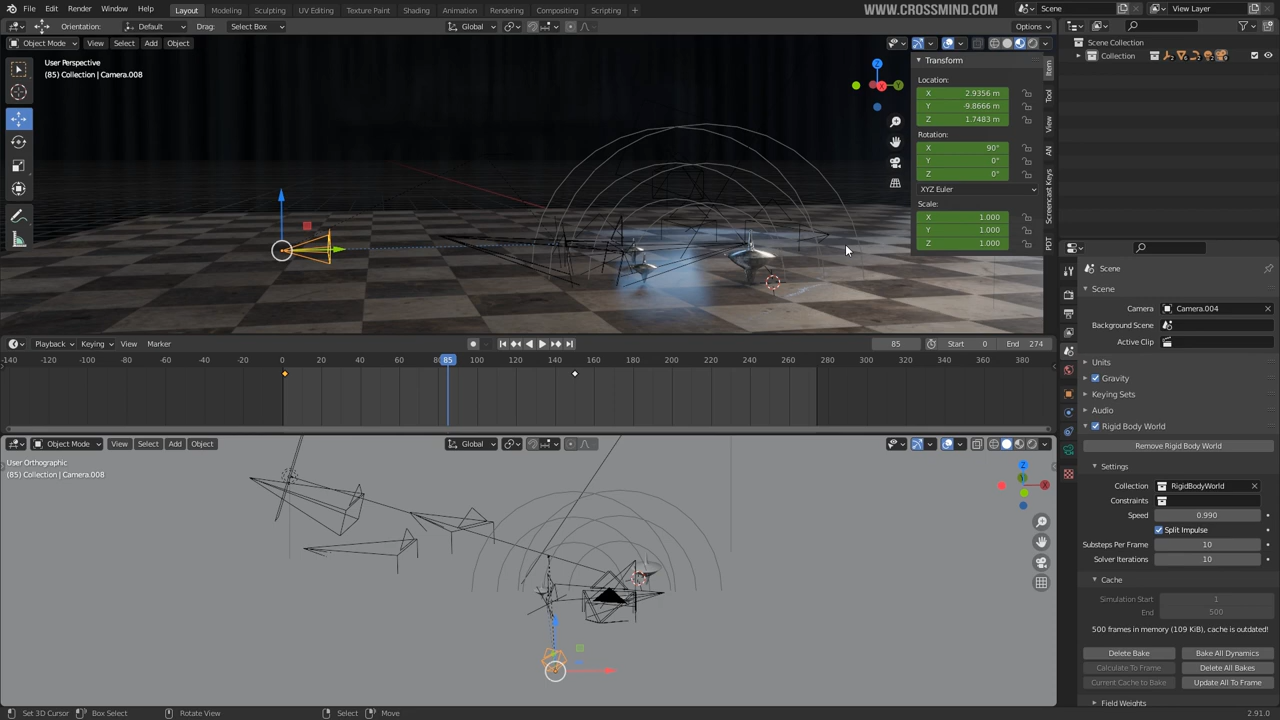 File Edit Render Window Help Layout Modeling Sculpting UV Editing Texture Paint Shading Animation Rendering Compositing Scripting + WWW.CROSSMIND.COM Scene View Layer
Orientation: Default Drag: Select Box Global Options
Object Mode View Select Add Object
User Perspective
(85) Collection | Camera.008
Transform
Location:
X 2.9356 m
Y -9.8666 m
Z 1.7483 m
Rotation:
X 90°
Y 0°
Z 0°
XYZ Euler
Scale:
X 1.000
Y 1.000
Z 1.000
Item
Tool
View
AN
Screencast Keys
PDT
Z
Y
X
Scene Collection
Collection
Playback Keying View Marker 85 Start 0 End 274
-140 -120 -100 -80 -60 -40 -20 0 20 40 60 85 100 120 140 160 180 200 220 240 260 280 300 320 340 360 380
Object Mode View Select Add Object Global
User Orthographic
(85) Collection | Camera.008
Z
Y
X
Scene
Scene
Camera Camera.004
Background Scene
Active Clip
Units
Gravity
Keying Sets
Audio
Rigid Body World
Remove Rigid Body World
Settings
Collection RigidBodyWorld
Constraints
Speed 0.990
Split Impulse
Substeps Per Frame 10
Solver Iterations 10
Cache
Simulation Start 1
End 500
500 frames in memory (109 KiB), cache is outdated!
Delete Bake Bake All Dynamics
Calculate To Frame Delete All Bakes
Current Cache to Bake Update All To Frame
Field Weights
Set 3D Cursor Box Select Rotate View Select Move 2.91.0